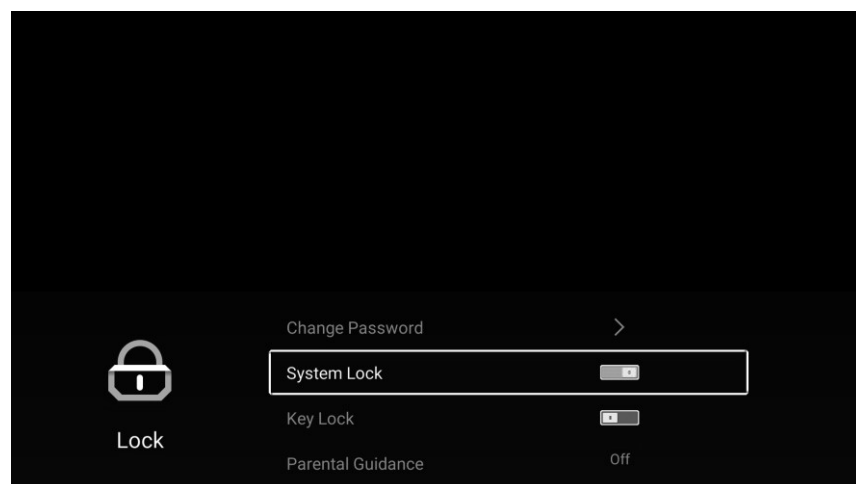 Change Password
System Lock
Key Lock
Lock
Parental Guidance
Off